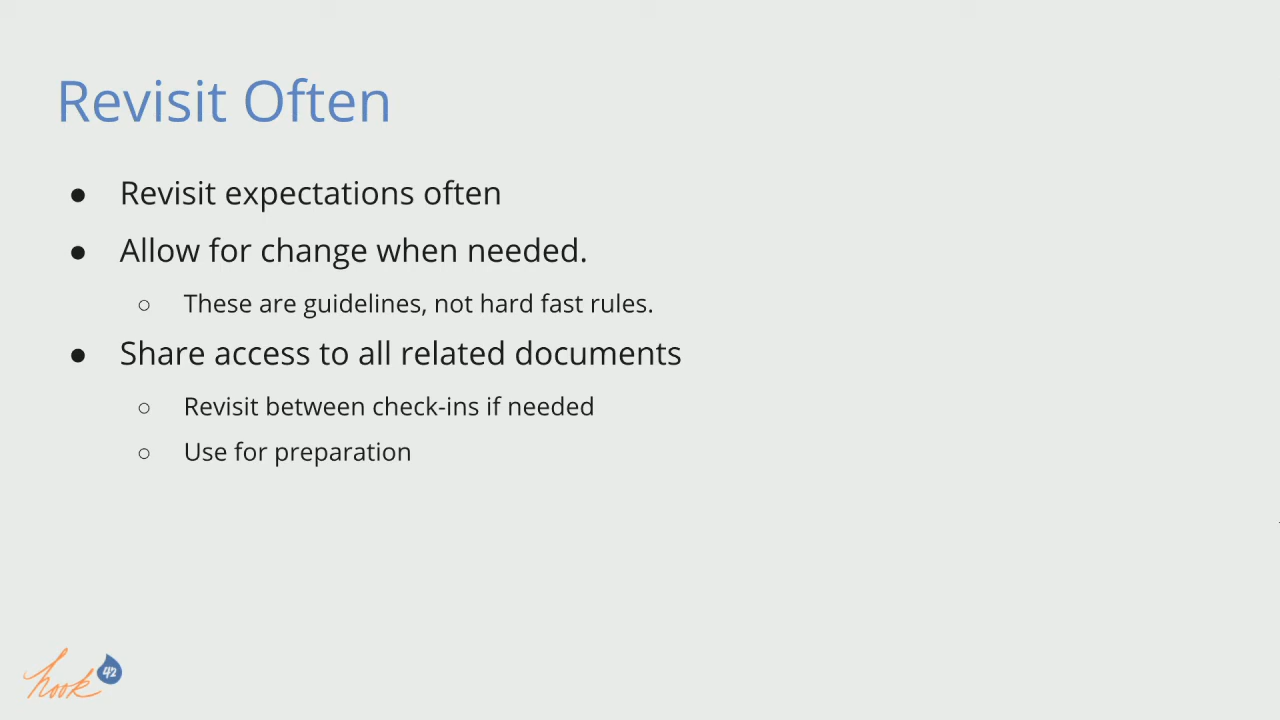 Revisit Often
● Revisit expectations often
● Allow for change when needed.
○ These are guidelines, not hard fast rules.
● Share access to all related documents
○ Revisit between check-ins if needed
○ Use for preparation
hook 42